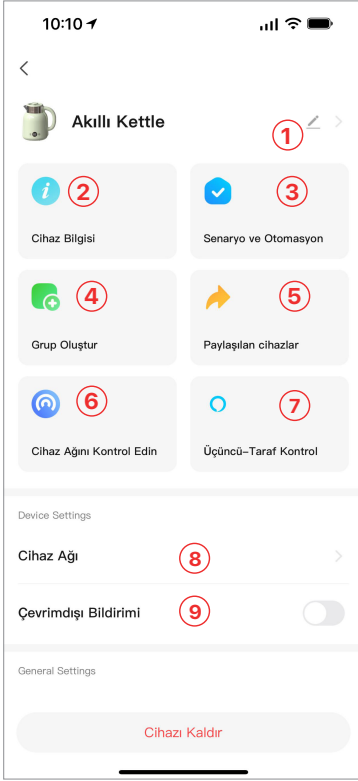 10:10
Akıllı Kettle
1
2
3
Cihaz Bilgisi
Senaryo ve Otomasyon
4
5
Grup Oluştur
Paylaşılan cihazlar
6
7
Cihaz Ağını Kontrol Edin
Üçüncü-Taraf Kontrol
Device Settings
Cihaz Ağı
8
Çevrimdışı Bildirimi
9
General Settings
Cihazı Kaldır